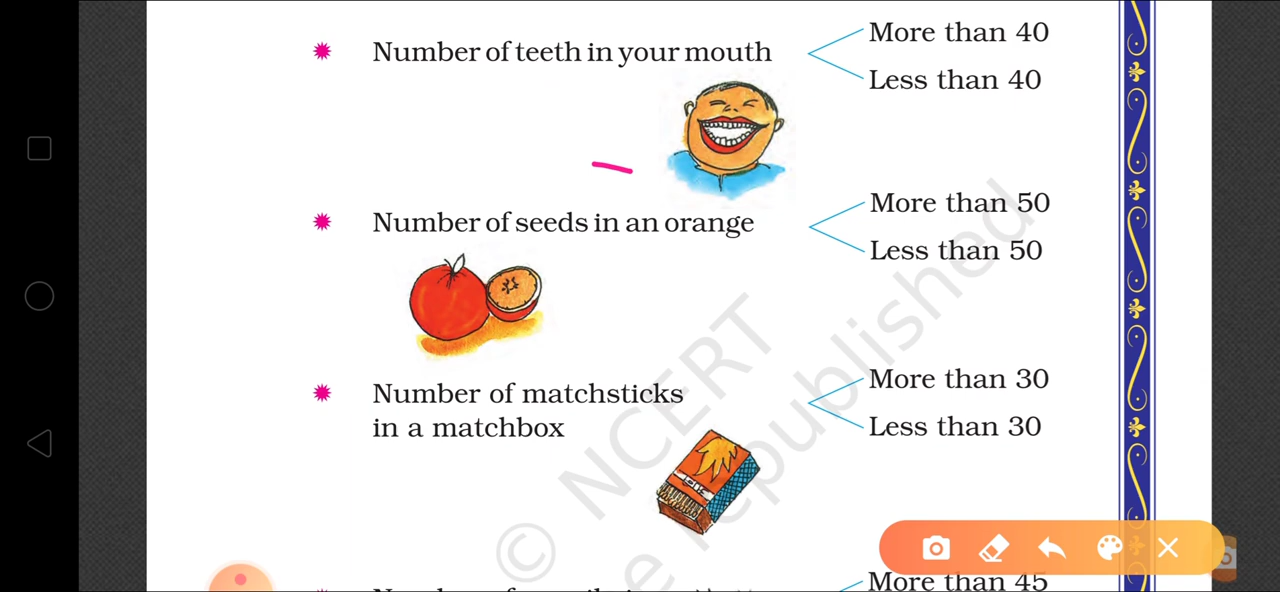 Number of teeth in your mouth
More than 40
Less than 40
Number of seeds in an orange
More than 50
Less than 50
Number of matchsticks
in a matchbox
More than 30
Less than 30
More than 45
© NCERT
republished